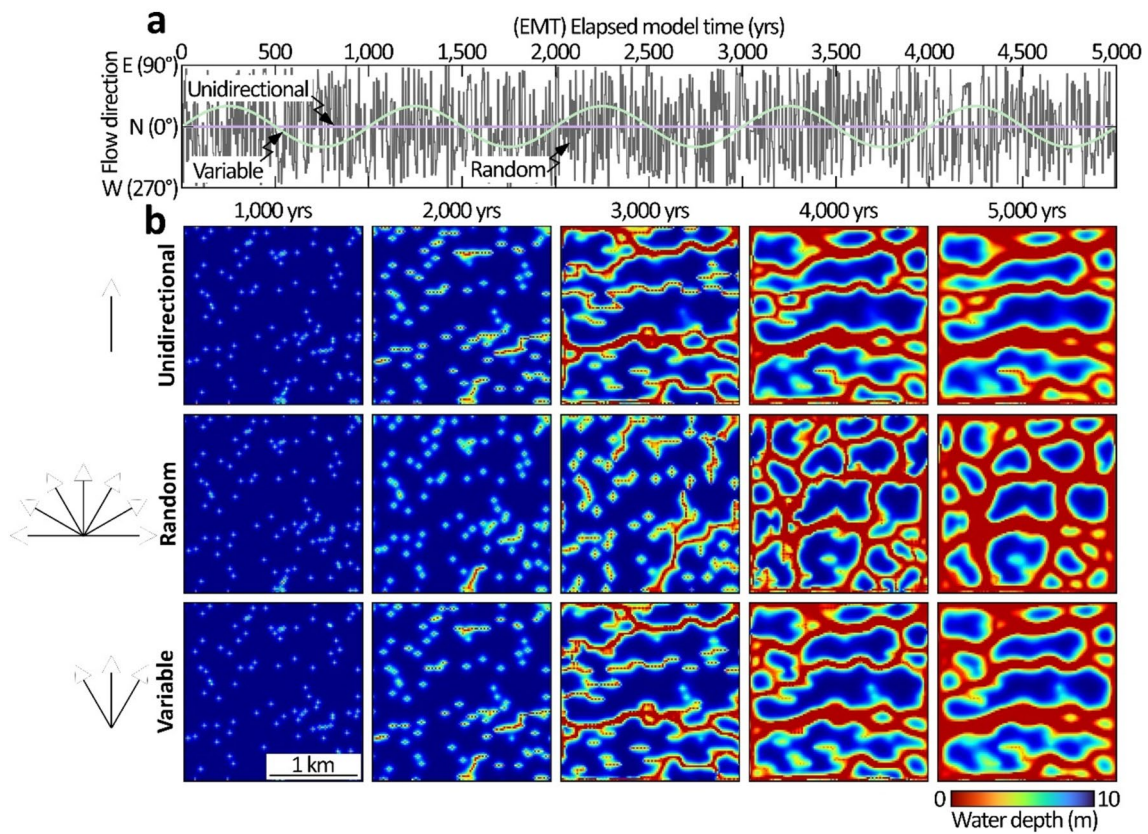 a
(EMT) Elapsed model time (yrs)
0 500 1,000 1,500 2,000 2,500 3,000 3,500 4,000 4,500 5,000
E (90°)
Flow direction
N (0°)
W (270°)
Unidirectional
Variable
Random
b
1,000 yrs 2,000 yrs 3,000 yrs 4,000 yrs 5,000 yrs
Unidirectional
Random
Variable
1 km
0 10
Water depth (m)